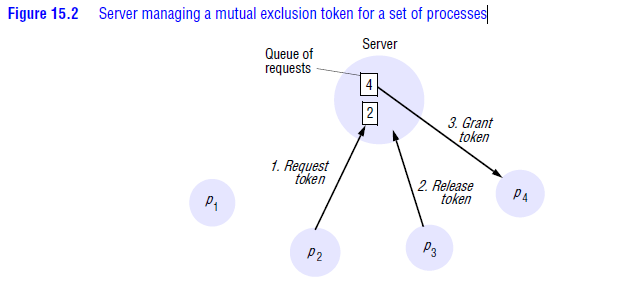 Figure 15.2 Server managing a mutual exclusion token for a set of processes
Server
Queue of
requests
4
2
3. Grant
token
1. Request
token
2. Release
token
p1
p2
p3
p4